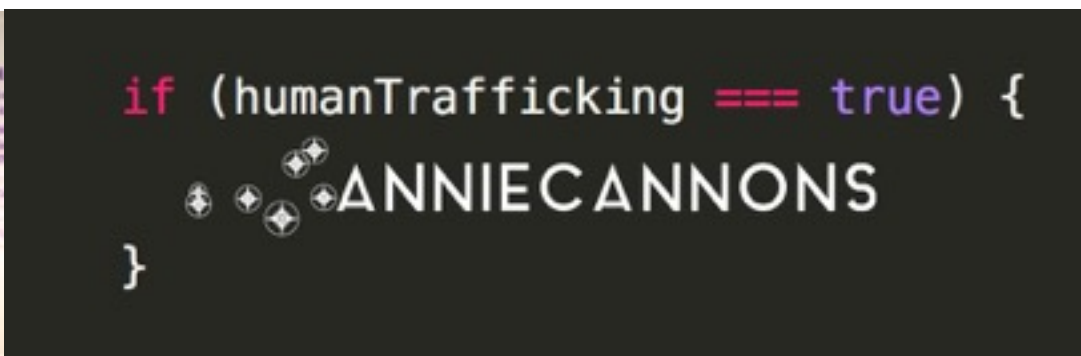 if (humanTrafficking === true) {
ANNIECANNONS
}